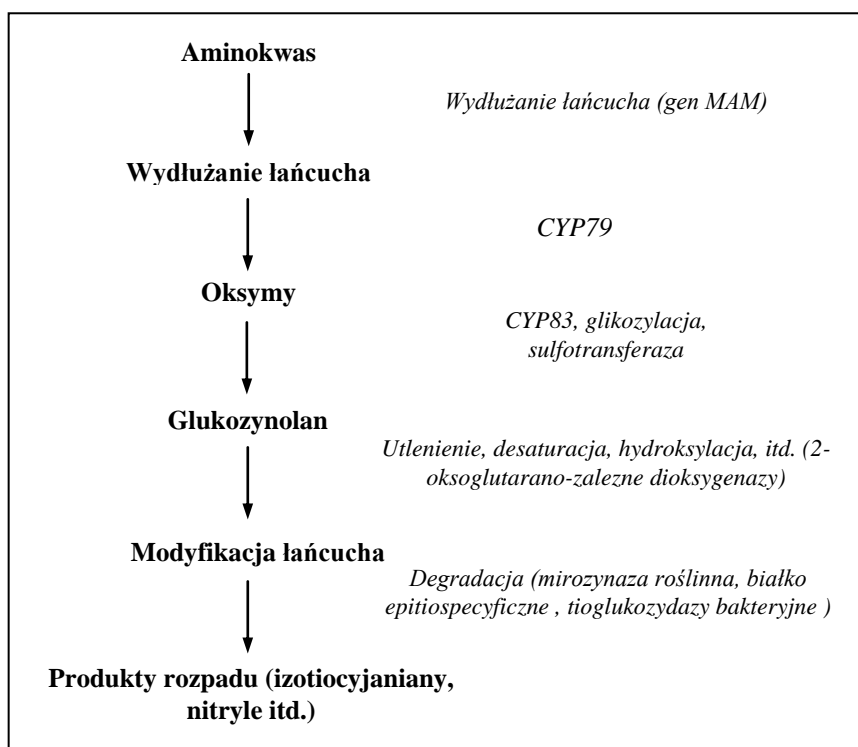 Aminokwas
Wydłużanie łańcucha (gen MAM)
Wydłużanie łańcucha
CYP79
Oksymy
CYP83, glikozylacja,
sulfotransferaza
Glukozynolan
Utlenienie, desaturacja, hydroksylacja, itd. (2-
oksoglutarano-zalezne dioksygenazy)
Modyfikacja łańcucha
Degradacja (mirozynaza roślinna, białko
epitiospecyficzne , tioglukozydazy bakteryjne )
Produkty rozpadu (izotiocyjaniany,
nitryle itd.)